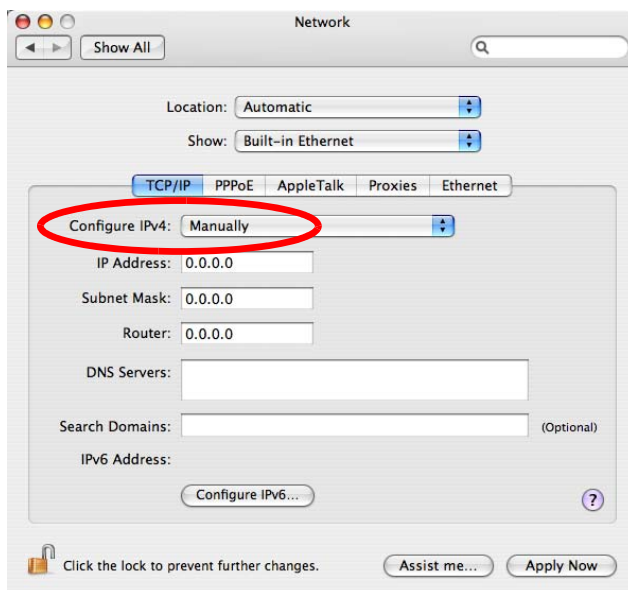 Network
Show All
Location: Automatic
Show: Built-in Ethernet
TCP/IP PPPoE AppleTalk Proxies Ethernet
Configure IPv4: Manually
IP Address: 0.0.0.0
Subnet Mask: 0.0.0.0
Router: 0.0.0.0
DNS Servers:
Search Domains: (Optional)
IPv6 Address:
Configure IPv6...
?
Click the lock to prevent further changes. Assist me... Apply Now